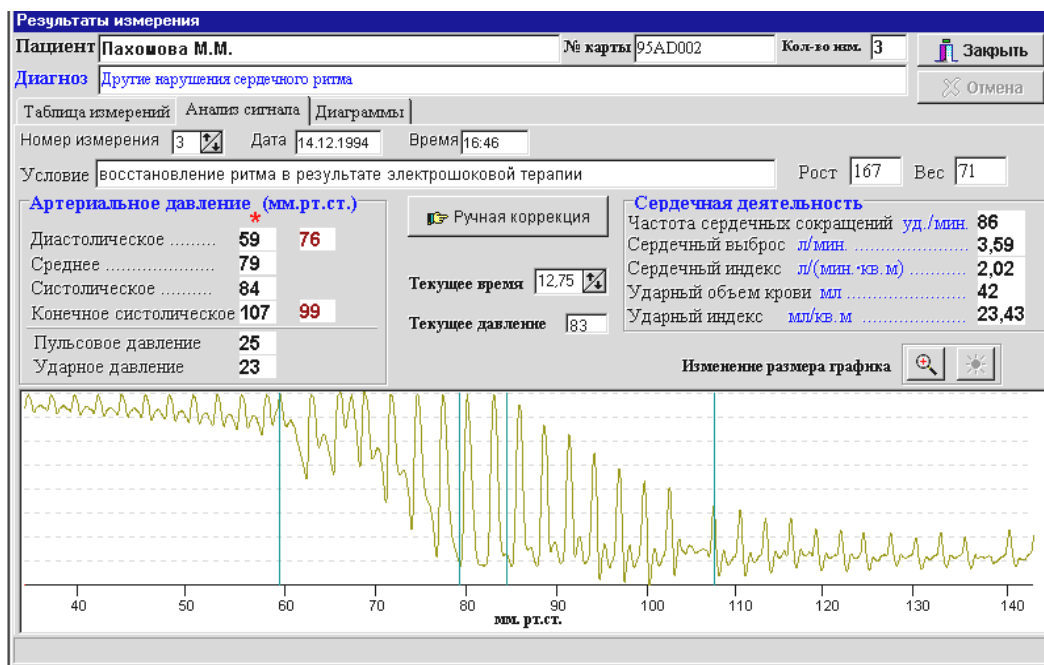 Результаты измерения
Пациент Пахомова М.М. № карты 95AD002 Кол-во изм. 3 Закрыть
Диагноз Другие нарушения сердечного ритма Отмена
Таблица измерений Анализ сигнала Диаграммы
Номер измерения 3 Дата 14.12.1994 Время 16:46
Условие восстановление ритма в результате электрошоковой терапии Рост 167 Вес 71
Артериальное давление (мм.рт.ст.)
*
Диастолическое ......... 59 76
Среднее ..................... 79
Систолическое .......... 84
Конечное систолическое 107 99
Пульсовое давление 25
Ударное давление 23
Ручная коррекция
Текущее время 12,75
Текущее давление 83
Сердечная деятельность
Частота сердечных сокращений уд./мин. 86
Сердечный выброс л/мин. ...................... 3,59
Сердечный индекс л/(мин.·кв.м) .......... 2,02
Ударный объем крови мл ...................... 42
Ударный индекс мл/кв.м .................... 23,43
Изменение размера графика
40 50 60 70 80 90 100 110 120 130 140
мм. рт.ст.